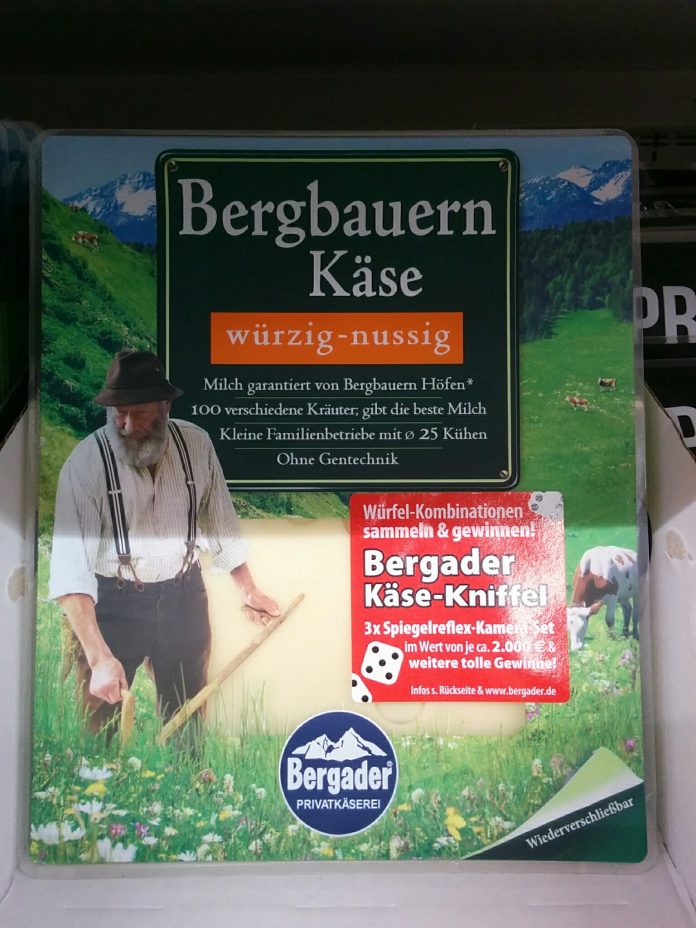 Bergbauern
Käse
würzig-nussig
Milch garantiert von Bergbauern Höfen*
100 verschiedene Kräuter; gibt die beste Milch
Kleine Familienbetriebe mit ø 25 Kühen
Ohne Gentechnik
Würfel-Kombinationen
sammeln & gewinnen!
Bergader
Käse-Kniffel
3x Spiegelreflex-Kamera-Set
im Wert von je ca. 2.000 € &
weitere tolle Gewinne!
Infos s. Rückseite & www.bergader.de
Bergader®
PRIVATKÄSEREI
Wiederverschließbar
PR